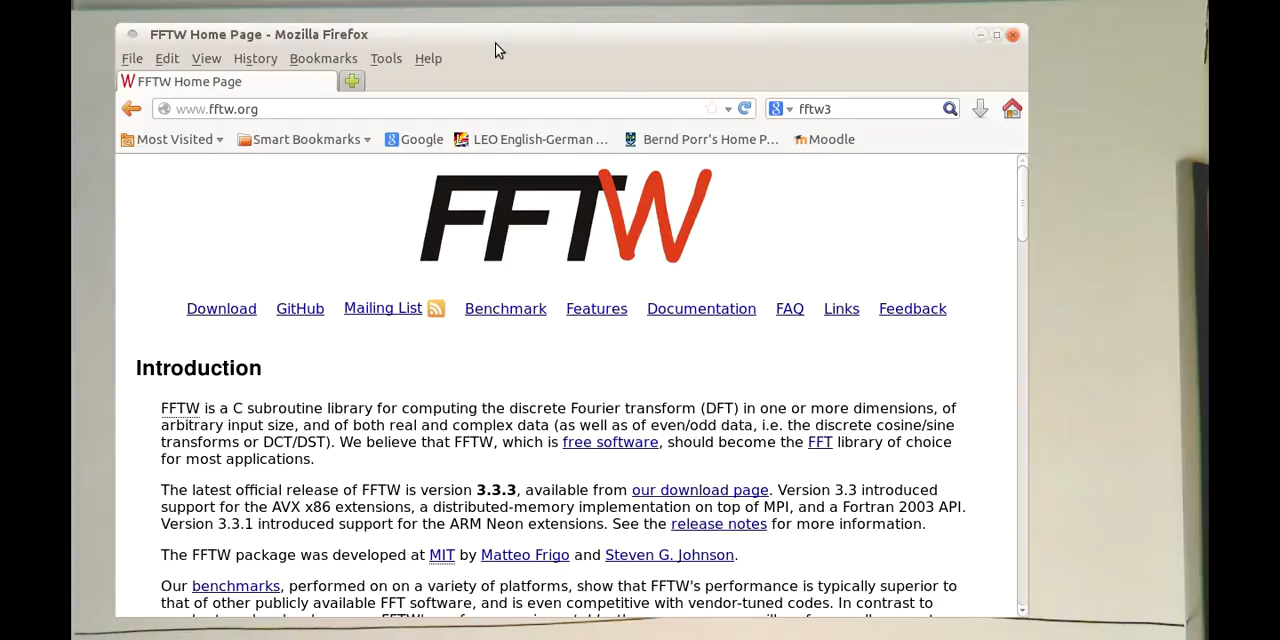 FFTW Home Page - Mozilla Firefox
File Edit View History Bookmarks Tools Help
FFTW Home Page
www.fftw.org
fftw3
Most Visited Smart Bookmarks Google LEO English-German ... Bernd Porr's Home P... Moodle
FFTW
Download GitHub Mailing List Benchmark Features Documentation FAQ Links Feedback
Introduction
FFTW is a C subroutine library for computing the discrete Fourier transform (DFT) in one or more dimensions, of
arbitrary input size, and of both real and complex data (as well as of even/odd data, i.e. the discrete cosine/sine
transforms or DCT/DST). We believe that FFTW, which is free software, should become the FFT library of choice
for most applications.
The latest official release of FFTW is version 3.3.3, available from our download page. Version 3.3 introduced
support for the AVX x86 extensions, a distributed-memory implementation on top of MPI, and a Fortran 2003 API.
Version 3.3.1 introduced support for the ARM Neon extensions. See the release notes for more information.
The FFTW package was developed at MIT by Matteo Frigo and Steven G. Johnson.
Our benchmarks, performed on on a variety of platforms, show that FFTW's performance is typically superior to
that of other publicly available FFT software, and is even competitive with vendor-tuned codes. In contrast to